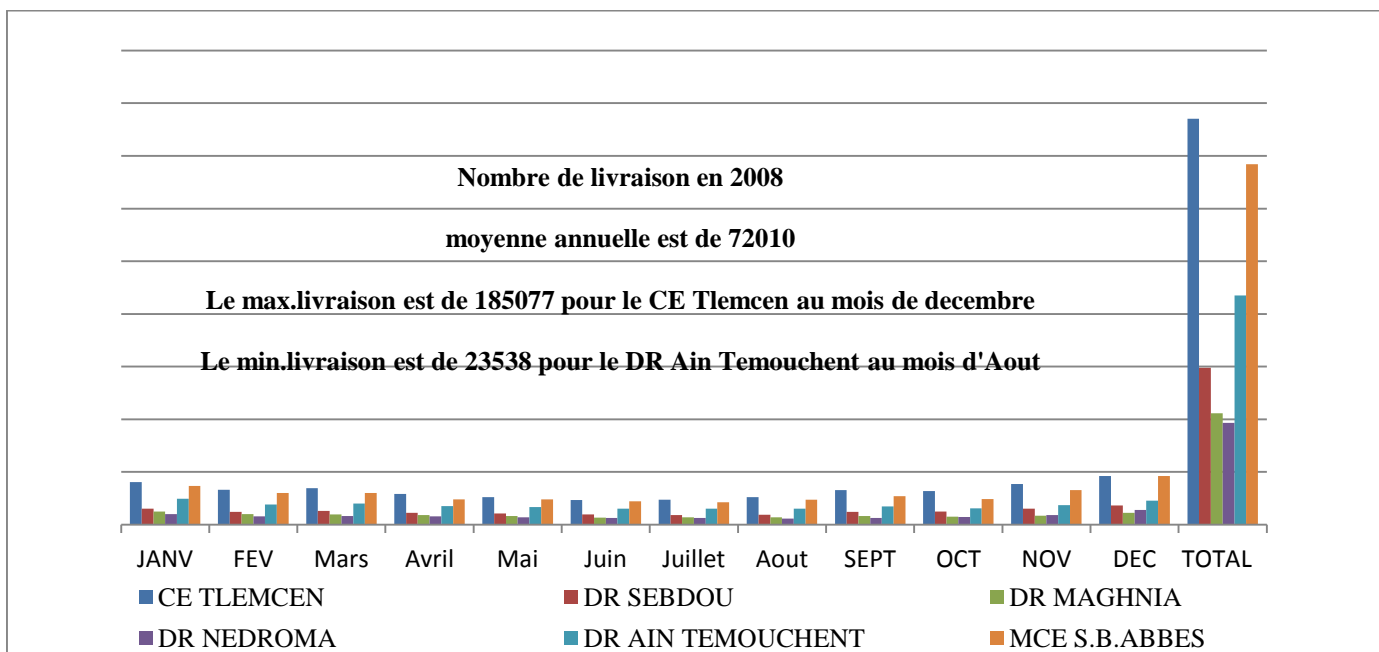 Nombre de livraison en 2008
moyenne annuelle est de 72010
Le max.livraison est de 185077 pour le CE Tlemcen au mois de decembre
Le min.livraison est de 23538 pour le DR Ain Temouchent au mois d'Aout
JANV FEV Mars Avril Mai Juin Juillet Aout SEPT OCT NOV DEC TOTAL
CE TLEMCEN DR SEBDOU DR MAGHNIA
DR NEDROMA DR AIN TEMOUCHENT MCE S.B.ABBES